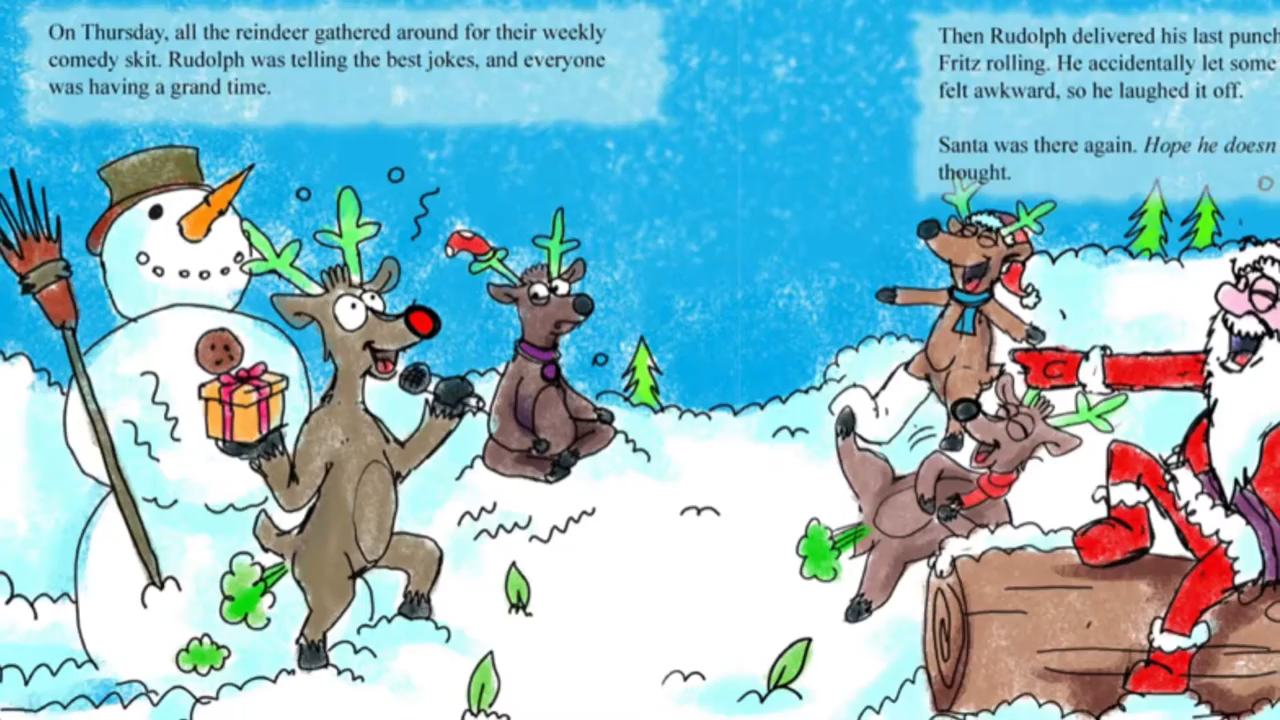 On Thursday, all the reindeer gathered around for their weekly
comedy skit. Rudolph was telling the best jokes, and everyone
was having a grand time.
Then Rudolph delivered his last punch
Fritz rolling. He accidentally let some
felt awkward, so he laughed it off.
Santa was there again. Hope he doesn
thought.